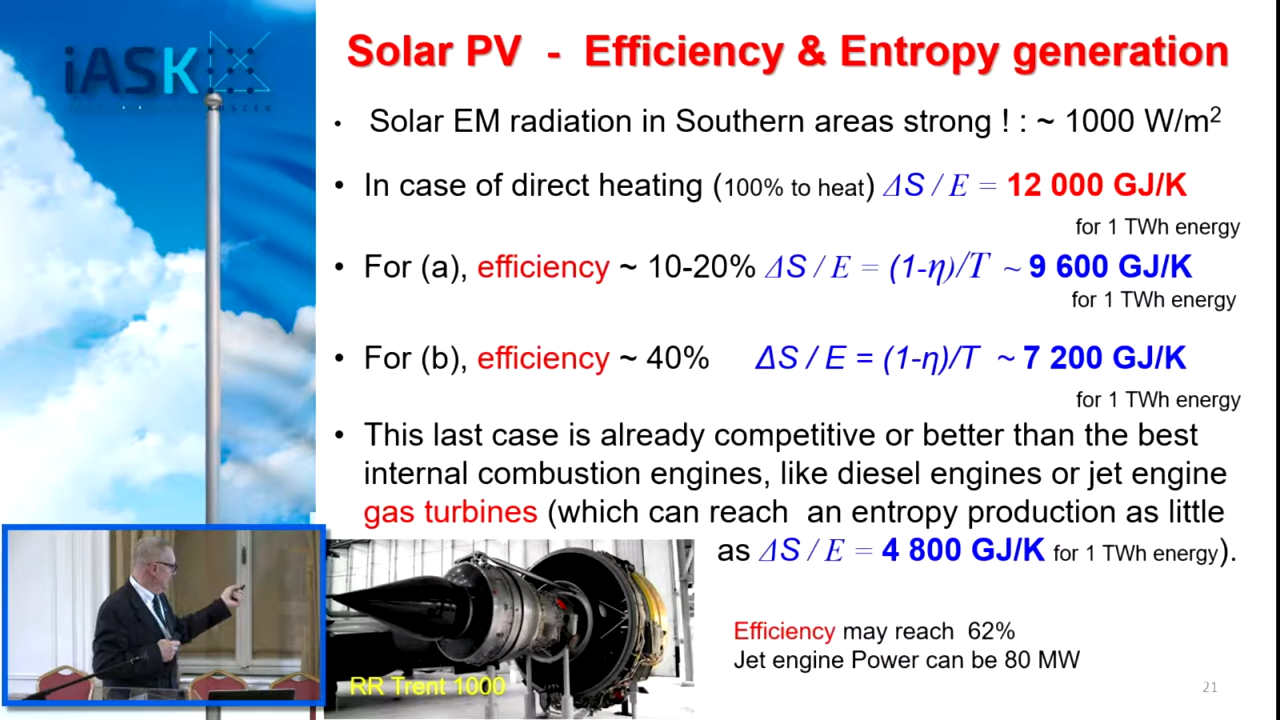 iASK
Solar PV - Efficiency & Entropy generation
• Solar EM radiation in Southern areas strong ! : ~ 1000 W/m²
• In case of direct heating (100% to heat) ΔS / E = 12 000 GJ/K
for 1 TWh energy
• For (a), efficiency ~ 10-20% ΔS / E = (1-η)/T ~ 9 600 GJ/K
for 1 TWh energy
• For (b), efficiency ~ 40% ΔS / E = (1-η)/T ~ 7 200 GJ/K
for 1 TWh energy
• This last case is already competitive or better than the best
internal combustion engines, like diesel engines or jet engine
gas turbines (which can reach an entropy production as little
as ΔS / E = 4 800 GJ/K for 1 TWh energy).
Efficiency may reach 62%
Jet engine Power can be 80 MW
RR Trent 1000
21